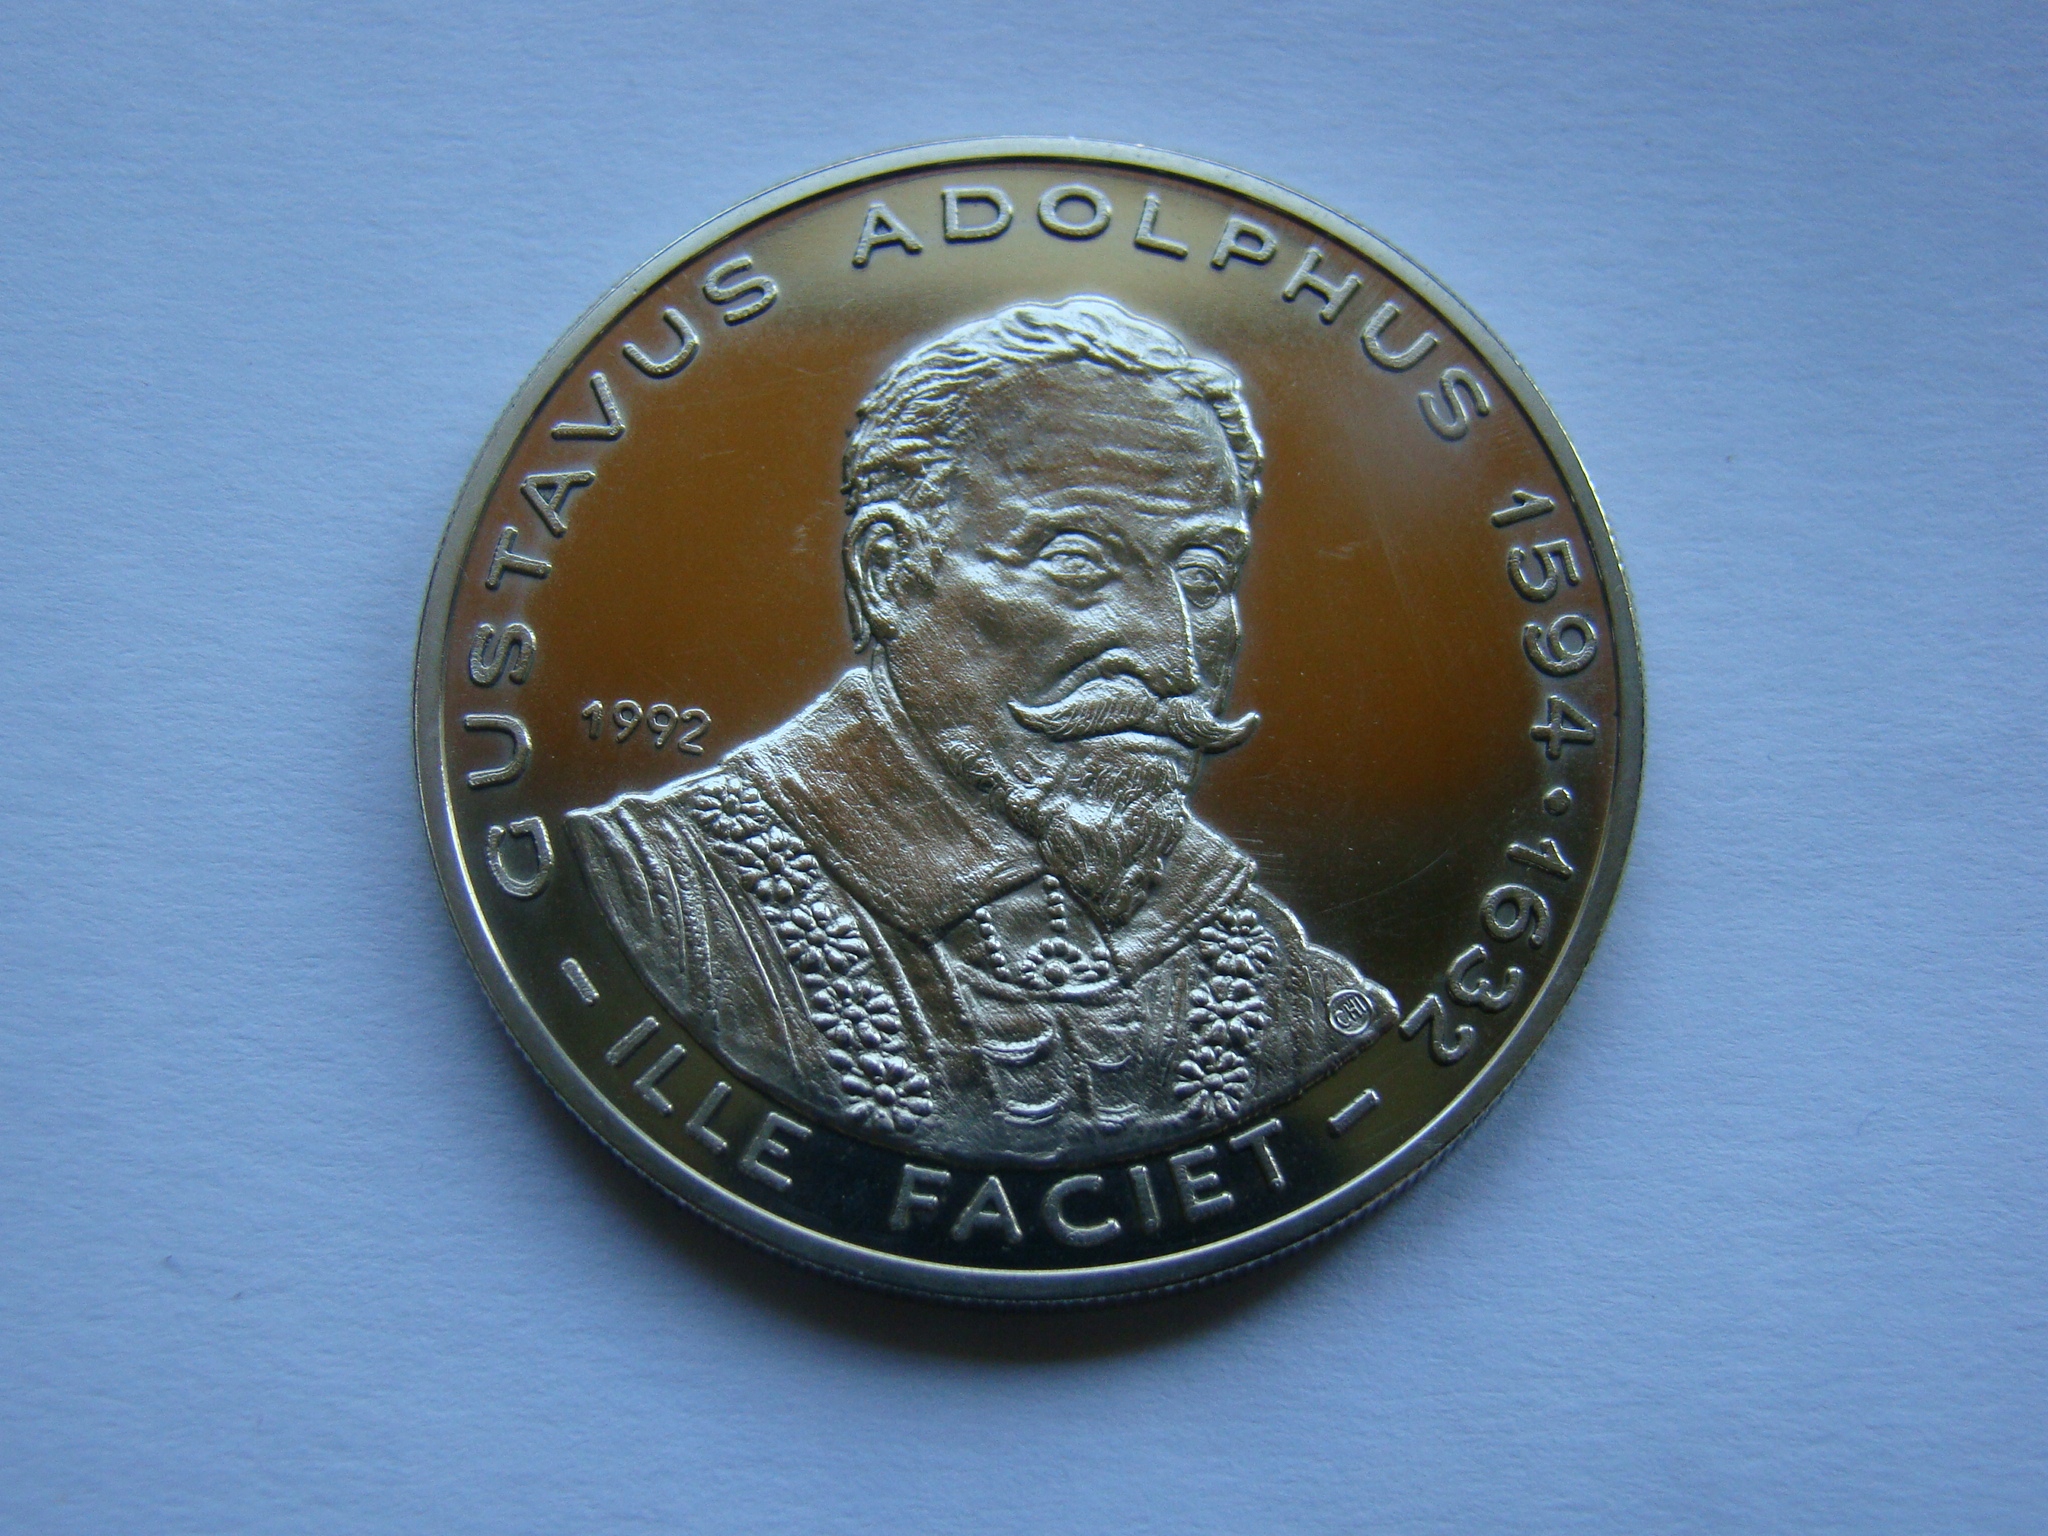 GUSTAVUS ADOLPHUS 1594 • 1632
1992
CHI
- ILLE FACIET -